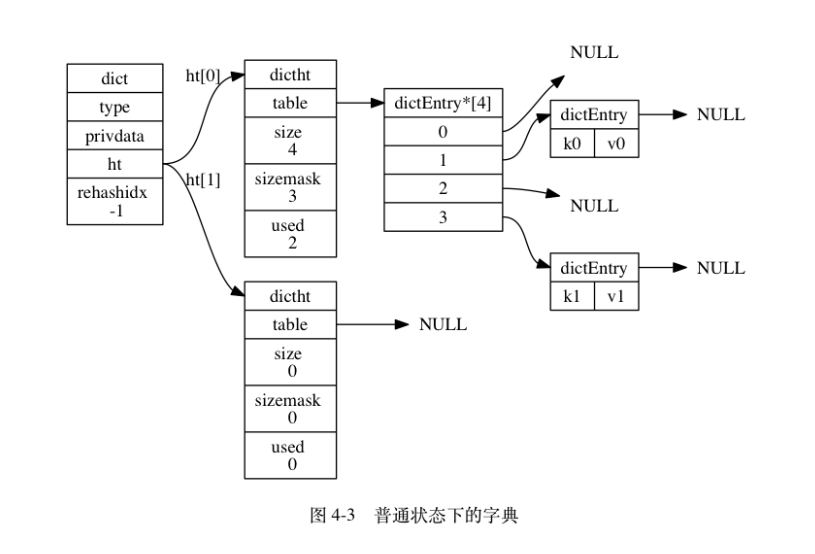 dict
type
privdata
ht
rehashidx
-1
ht[0]
ht[1]
dictht
table
size
4
sizemask
3
used
2
dictht
table
size
0
sizemask
0
used
0
NULL
dictEntry*[4]
0
1
2
3
NULL
dictEntry
k0 v0
NULL
NULL
dictEntry
k1 v1
NULL
图 4-3 普通状态下的字典